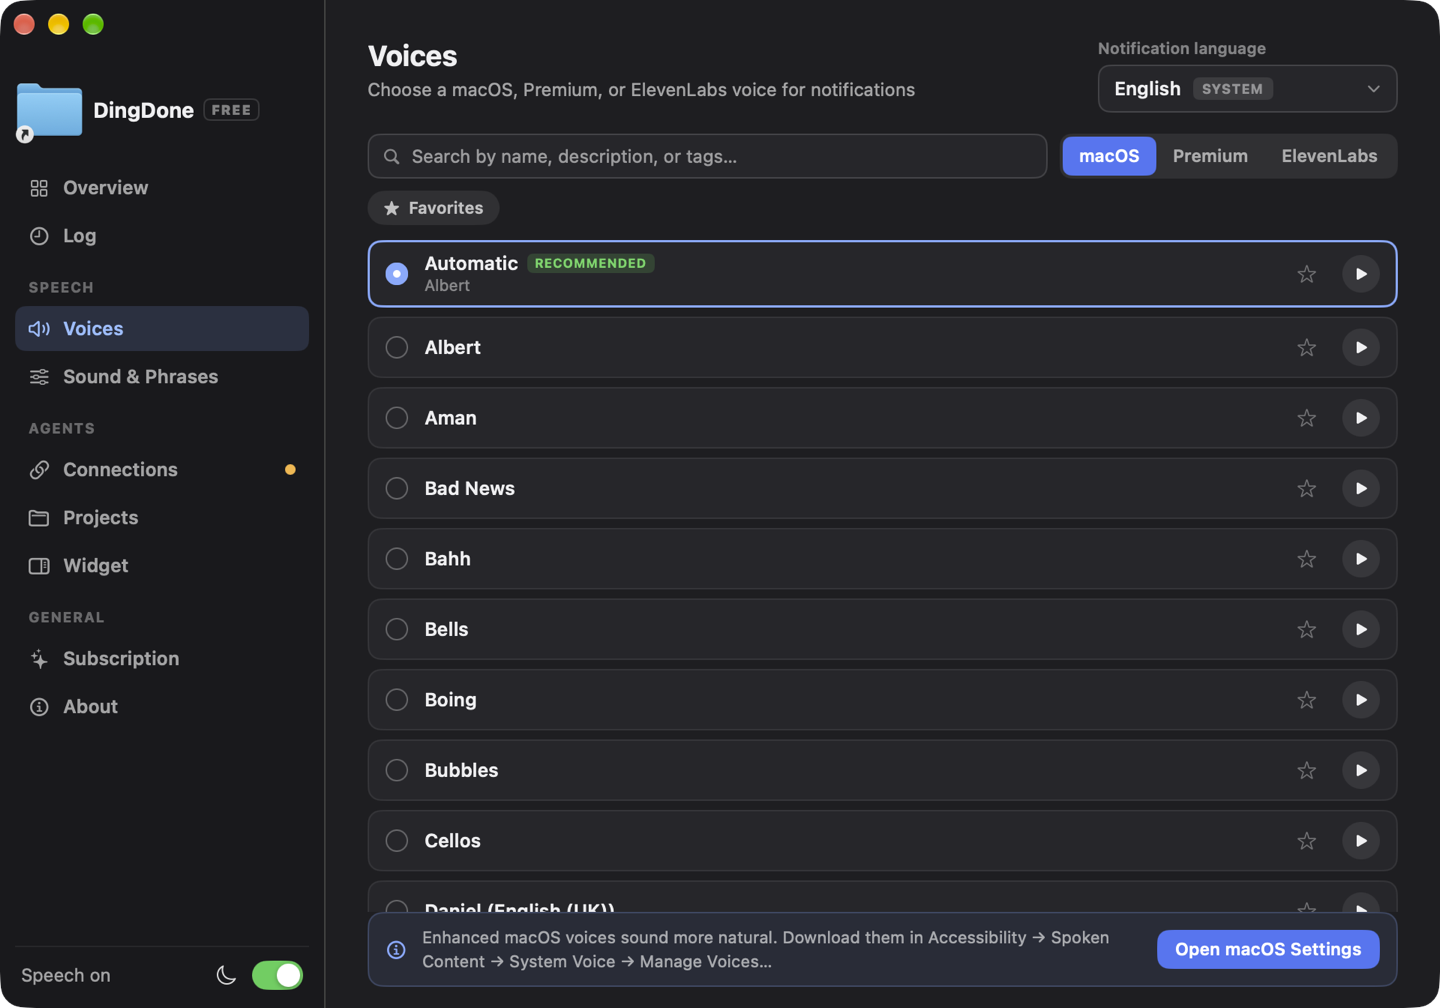 DingDone FREE
Overview
Log
SPEECH
Voices
Sound & Phrases
AGENTS
Connections
Projects
Widget
GENERAL
Subscription
About
Speech on
Voices
Choose a macOS, Premium, or ElevenLabs voice for notifications
Notification language
English SYSTEM
Search by name, description, or tags...
macOS Premium ElevenLabs
Favorites
Automatic RECOMMENDED
Albert
Albert
Aman
Bad News
Bahh
Bells
Boing
Bubbles
Cellos
Daniel (English (UK))
Enhanced macOS voices sound more natural. Download them in Accessibility → Spoken
Content → System Voice → Manage Voices...
Open macOS Settings